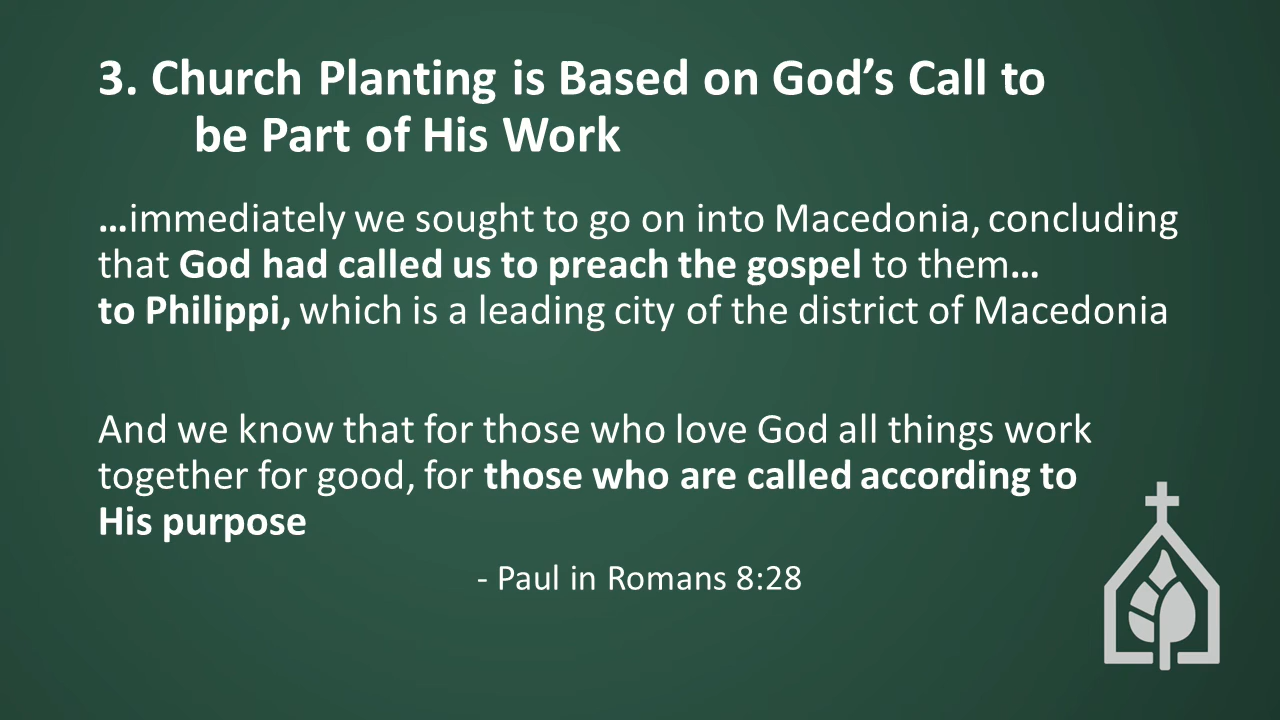 3. Church Planting is Based on God’s Call to
be Part of His Work
…immediately we sought to go on into Macedonia, concluding
that God had called us to preach the gospel to them…
to Philippi, which is a leading city of the district of Macedonia
And we know that for those who love God all things work
together for good, for those who are called according to
His purpose
- Paul in Romans 8:28